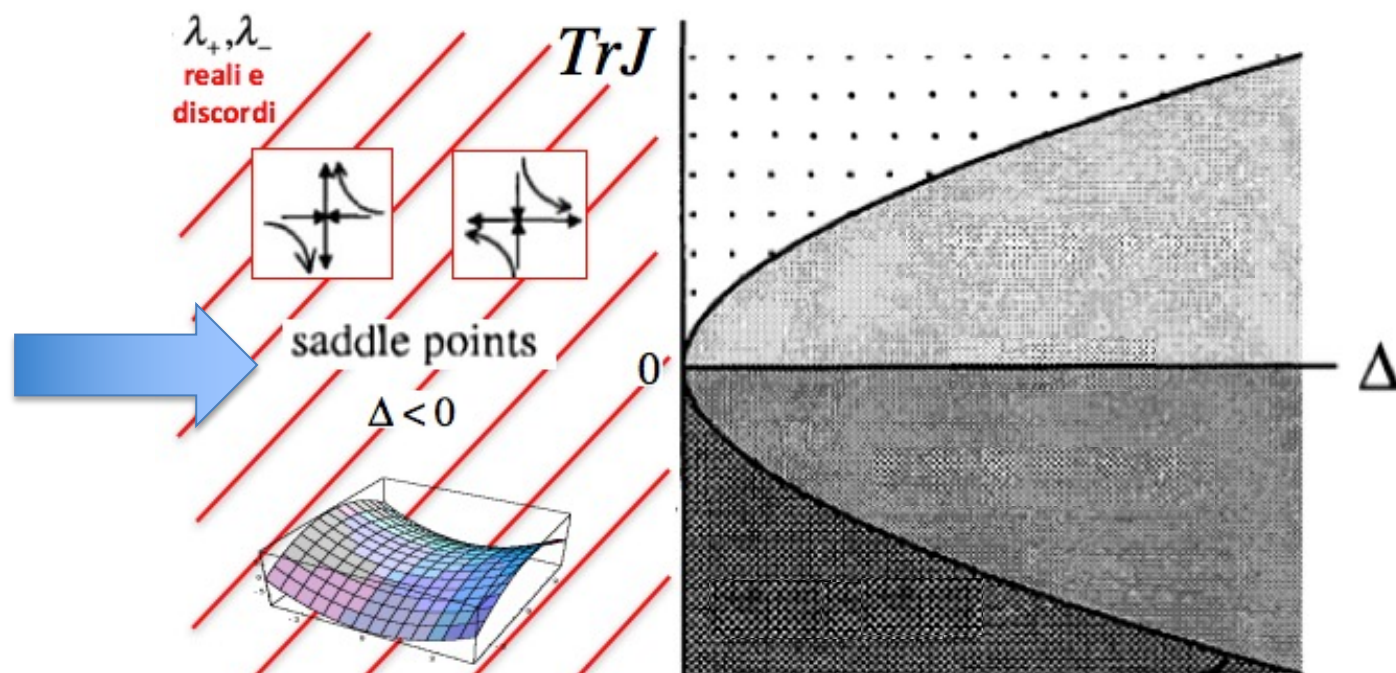 λ₊,λ₋
reali e
discordi
TrJ
saddle points
0
Δ
Δ < 0